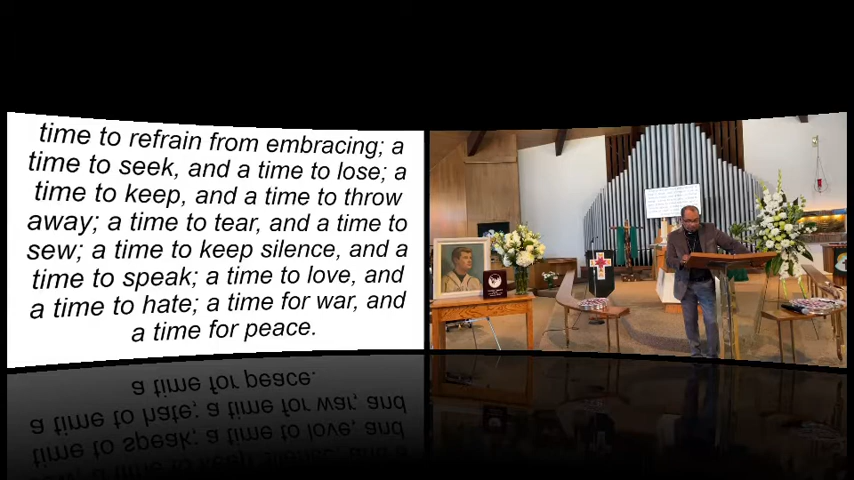 time to refrain from embracing; a
time to seek, and a time to lose; a
time to keep, and a time to throw
away; a time to tear, and a time to
sew; a time to keep silence, and a
time to speak; a time to love, and
a time to hate; a time for war, and
a time for peace.